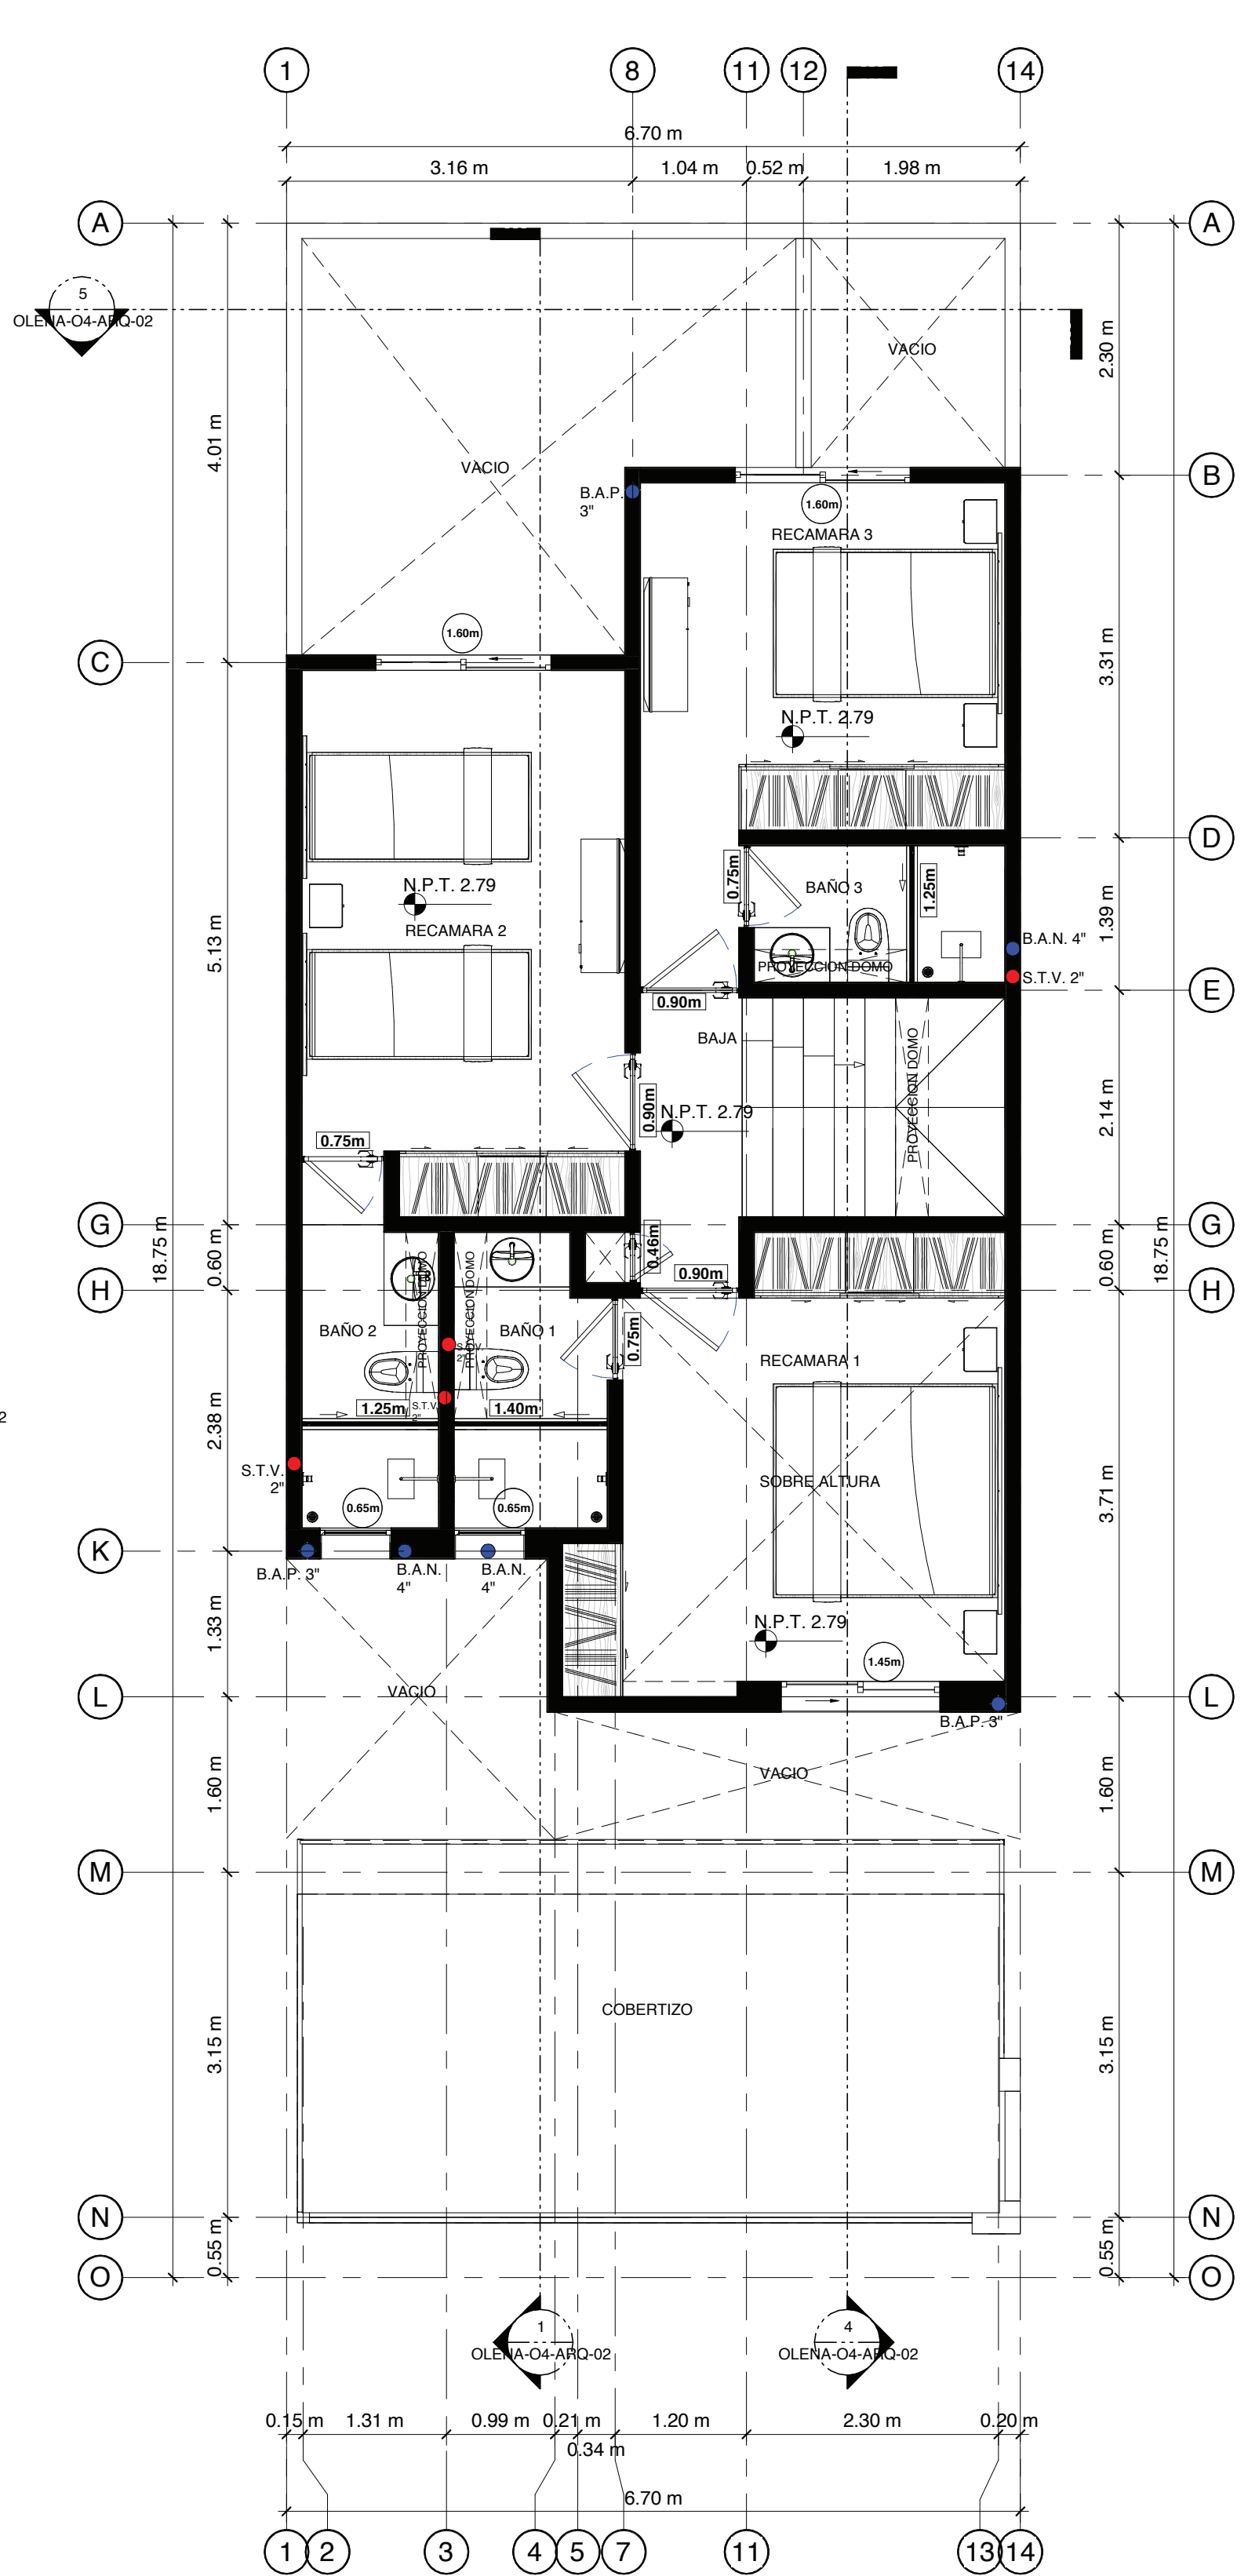 1 8 11 12 14
6.70 m
3.16 m 1.04 m 0.52 m 1.98 m
A A
5
OLENA-O4-ARQ-02
2.30 m
VACIO
4.01 m
VACIO
B
B.A.P.
3"
1.60m
RECAMARA 3
1.60m
C
3.31 m
N.P.T. 2.79
D
0.75m
BAÑO 3
1.25m
N.P.T. 2.79
RECAMARA 2
5.13 m
1.39 m
B.A.N. 4"
PROYECCION DOMO
S.T.V. 2"
E
0.90m
BAJA
PROYECCION DOMO
0.90m
N.P.T. 2.79
2.14 m
0.75m
G G
18.75 m
0.60 m
0.46m
0.60 m
18.75 m
0.90m
H H
PROYECCION DOMO
PROYECCION DOMO
BAÑO 2
BAÑO 1
0.75m
S.T.V.
2"
RECAMARA 1
1.25m
S.T.V.
2"
1.40m
2.38 m
S.T.V.
2"
SOBRE ALTURA
3.71 m
0.65m 0.65m
K
B.A.P. 3"
B.A.N.
4"
B.A.N.
4"
1.33 m
N.P.T. 2.79
1.45m
VACIO
L L
B.A.P. 3"
1.60 m
VACIO
1.60 m
M M
COBERTIZO
3.15 m 3.15 m
N N
0.55 m 0.55 m
O O
1
OLENA-O4-ARQ-02
4
OLENA-O4-ARQ-02
0.15 m 1.31 m 0.99 m 0.21 m 1.20 m 2.30 m 0.20 m
0.34 m
6.70 m
1 2 3 4 5 7 11 13 14
2